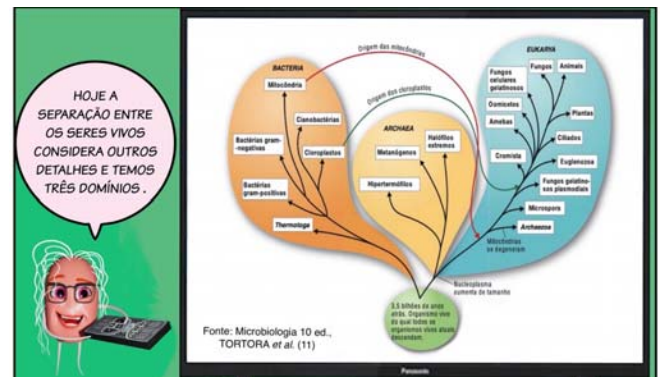 HOJE A
SEPARAÇÃO ENTRE
OS SERES VIVOS
CONSIDERA OUTROS
DETALHES E TEMOS
TRÊS DOMÍNIOS.
BACTERIA
Mitocôndria
Cianobactérias
Bactérias gram-
-negativas
Cloroplastos
Bactérias
gram-positivas
Thermotoga
Origem das mitocôndrias
Origem dos cloroplastos
ARCHAEA
Halófilos
extremos
Metanógenos
Hipertermófilos
EUKARYA
Fungos
Animais
Fungos
celulares
gelatinosos
Oomicetos
Plantas
Amebas
Ciliados
Cromista
Euglenozoa
Fungos gelatino-
sos plasmodiais
Microspora
Archaezoa
Mitocôndrias
se degeneram
Nucleoplasma
aumenta de tamanho
3,5 bilhões de anos
atrás. Organismo vivo
do qual todos os
organismos vivos atuais
descendem.
Fonte: Microbiologia 10 ed.,
TORTORA et al. (11)
Panasonic